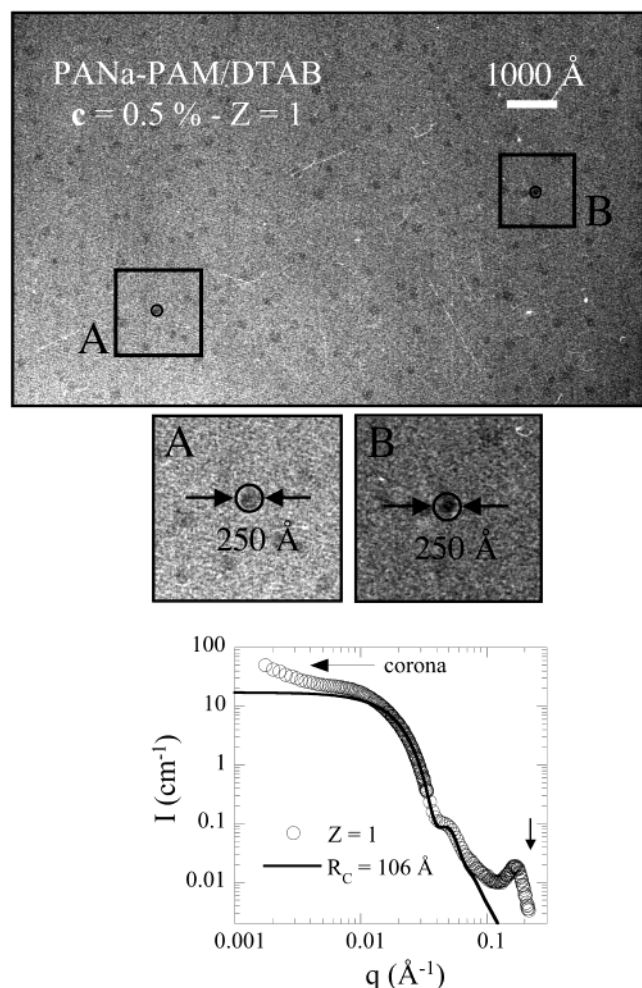 PANa-PAM/DTAB
c = 0.5 % - Z = 1
1000 Å
B
A
A
250 Å
B
250 Å
100
10
1
0.1
0.01
I (cm-1)
corona
Z = 1
RC = 106 Å
0.001
0.01
0.1
q (Å-1)